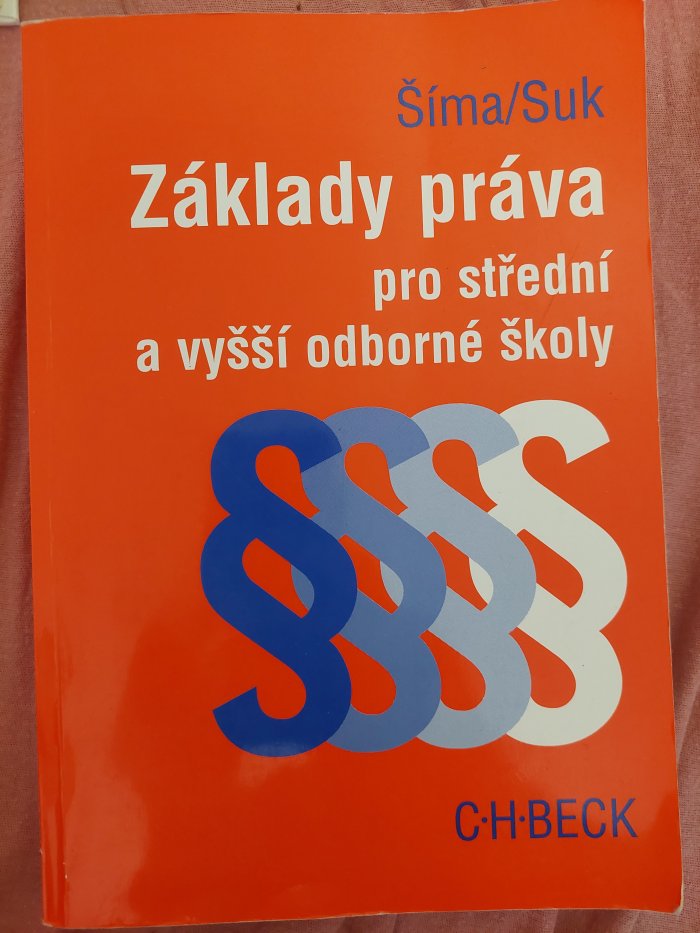 Šíma/Suk
Základy práva
pro střední
a vyšší odborné školy
§§§§
C·H·BECK